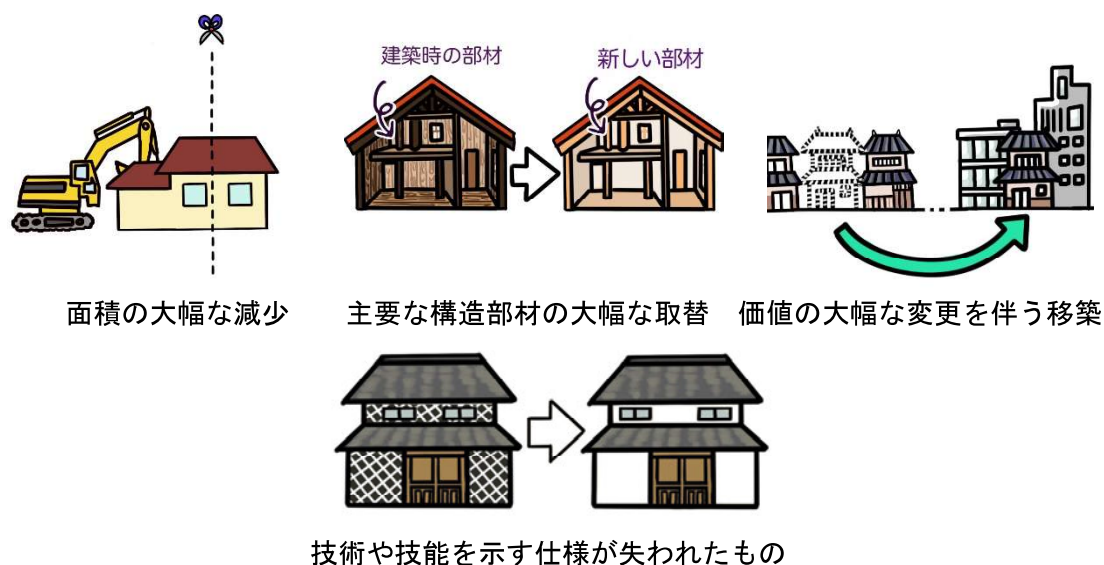 建築時の部材
新しい部材
面積の大幅な減少
主要な構造部材の大幅な取替
価値の大幅な変更を伴う移築
技術や技能を示す仕様が失われたもの